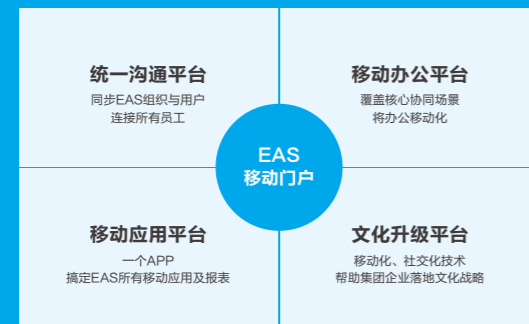 统一沟通平台
同步EAS组织与用户
连接所有员工
移动办公平台
覆盖核心协同场景
将办公移动化
EAS
移动门户
移动应用平台
一个APP
搞定EAS所有移动应用及报表
文化升级平台
移动化、社交化技术
帮助集团企业落地文化战略